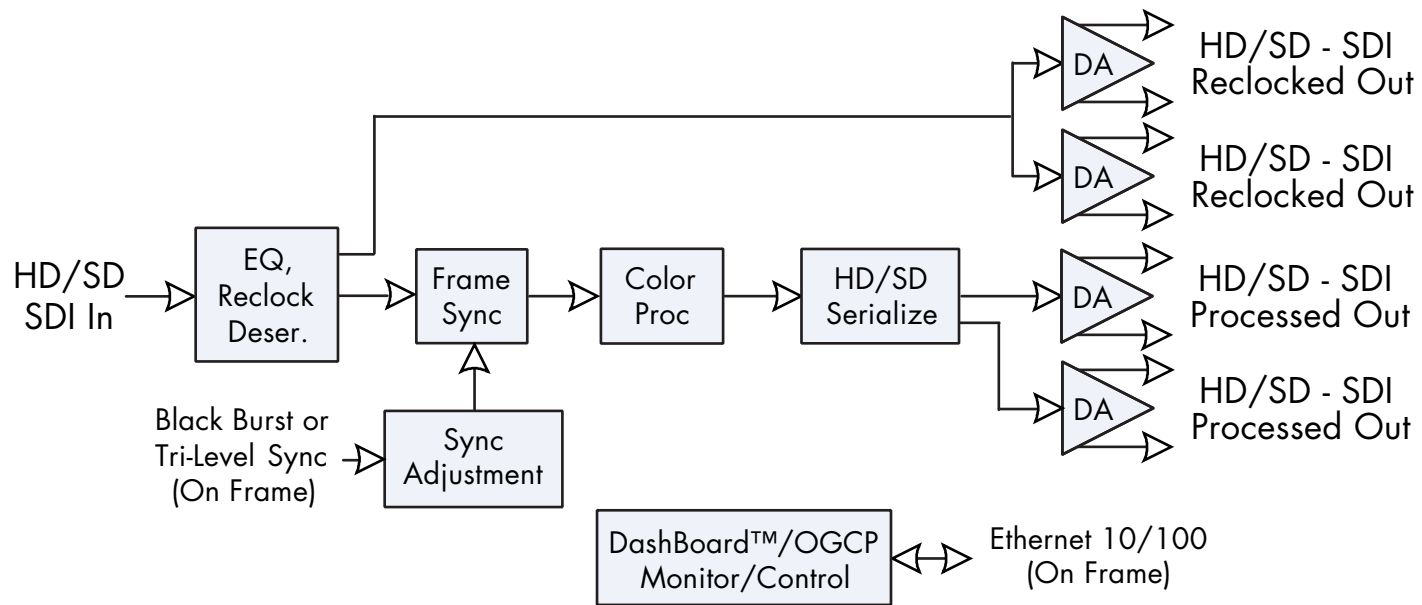 DA
HD/SD - SDI
Reclocked Out
DA
HD/SD - SDI
Reclocked Out
HD/SD
SDI In
EQ,
Reclock
Deser.
Frame
Sync
Color
Proc
HD/SD
Serialize
DA
HD/SD - SDI
Processed Out
DA
HD/SD - SDI
Processed Out
Black Burst or
Tri-Level Sync
(On Frame)
Sync
Adjustment
DashBoard™/OGCP
Monitor/Control
Ethernet 10/100
(On Frame)